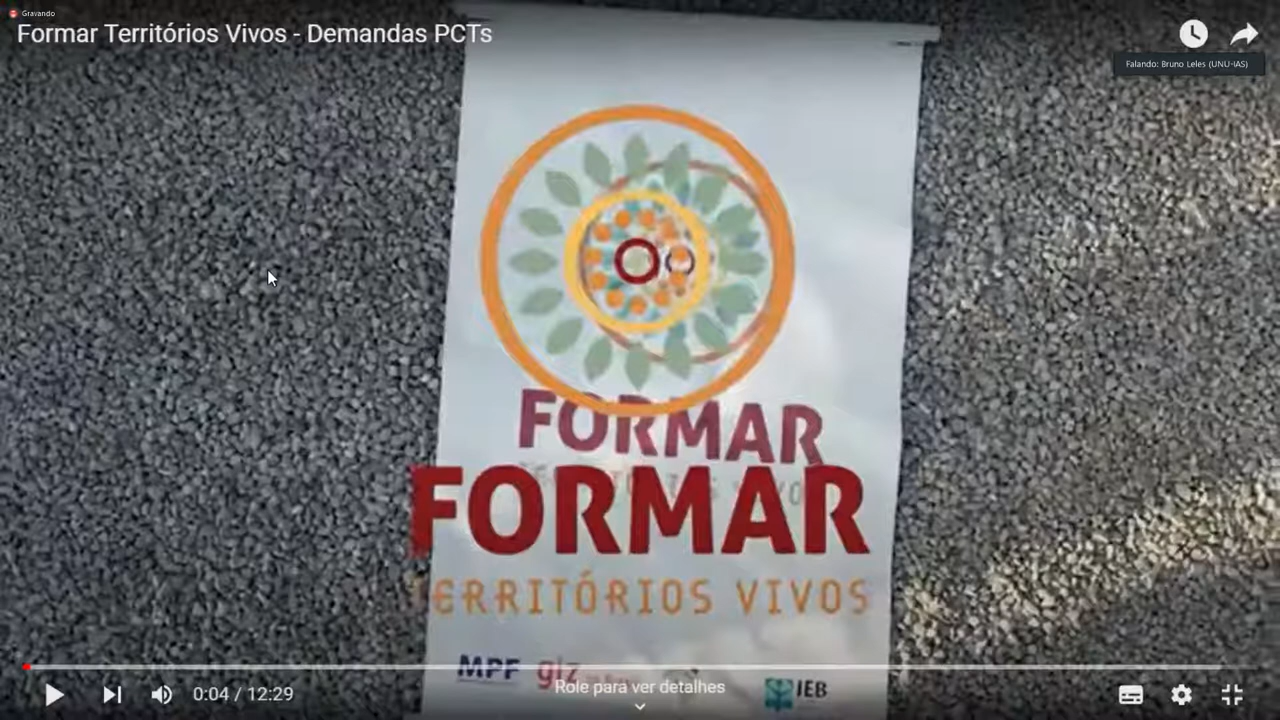 Gravando
Formar Territórios Vivos - Demandas PCTs
Falando: Bruno Leles (UNU-IAS)
FORMAR
FORMAR
TERRITÓRIOS VIVOS
MPF giz
IEB
Role para ver detalhes
0:04 / 12:29